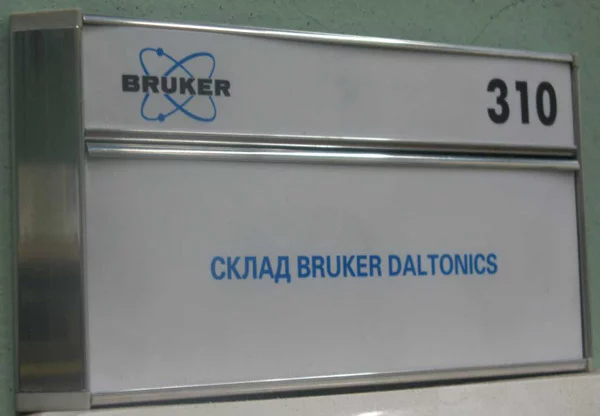 BRUKER
310
СКЛАД BRUKER DALTONICS